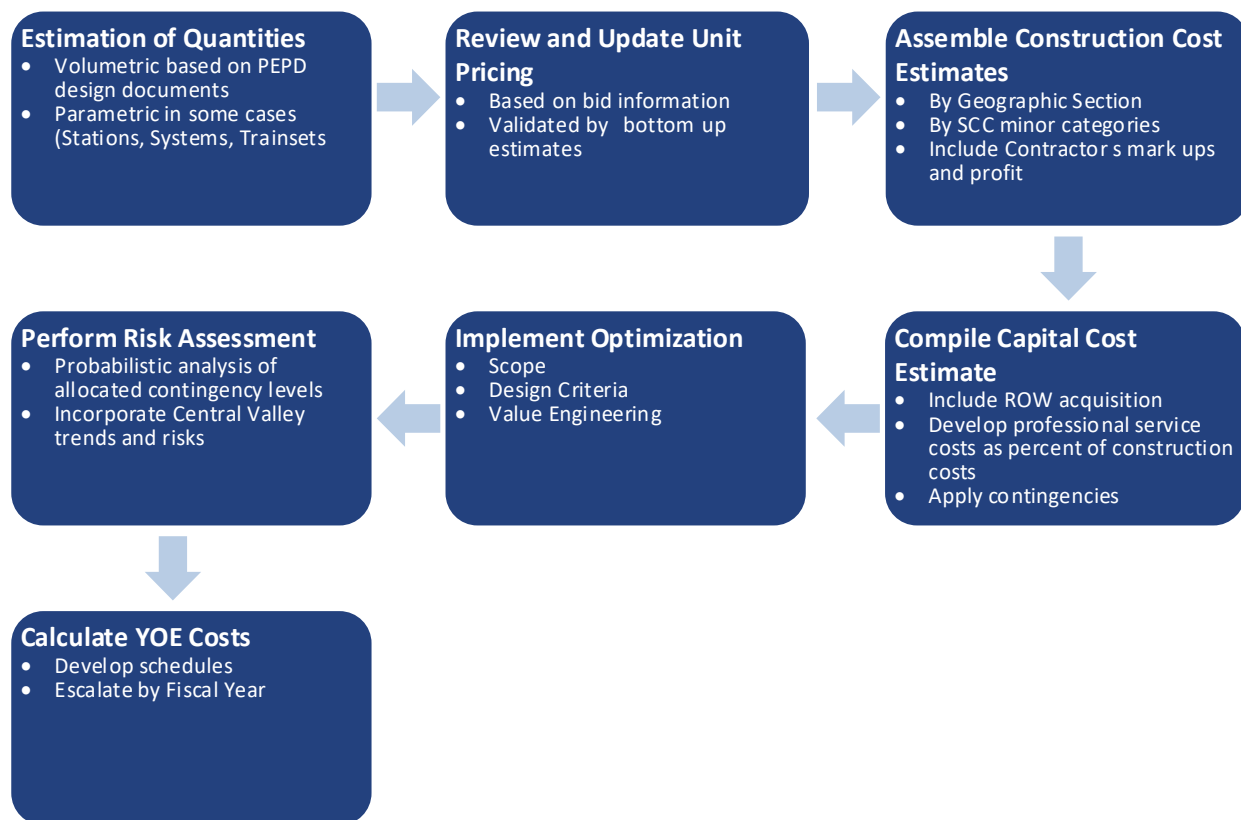 Estimation of Quantities
• Volumetric based on PEPD
design documents
• Parametric in some cases
(Stations, Systems, Trainsets
Review and Update Unit
Pricing
• Based on bid information
• Validated by bottom up
estimates
Assemble Construction Cost
Estimates
• By Geographic Section
• By SCC minor categories
• Include Contractor s mark ups
and profit
Compile Capital Cost
Estimate
• Include ROW acquisition
• Develop professional service
costs as percent of construction
costs
• Apply contingencies
Implement Optimization
• Scope
• Design Criteria
• Value Engineering
Perform Risk Assessment
• Probabilistic analysis of
allocated contingency levels
• Incorporate Central Valley
trends and risks
Calculate YOE Costs
• Develop schedules
• Escalate by Fiscal Year